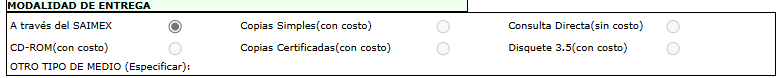 MODALIDAD DE ENTREGA
A través del SAIMEX Copias Simples(con costo) Consulta Directa(sin costo)
CD-ROM(con costo) Copias Certificadas(con costo) Disquete 3.5(con costo)
OTRO TIPO DE MEDIO (Especificar):